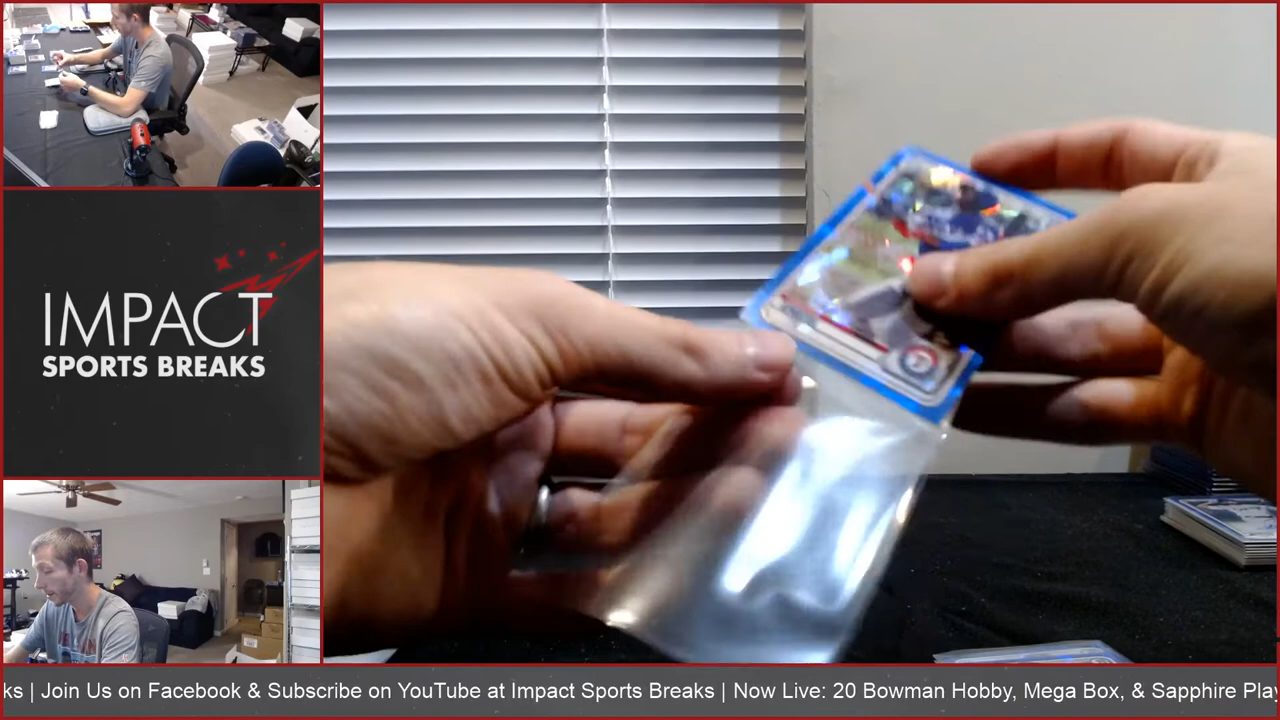 IMPACT
SPORTS BREAKS
ks | Join Us on Facebook & Subscribe on YouTube at Impact Sports Breaks | Now Live: 20 Bowman Hobby, Mega Box, & Sapphire Play